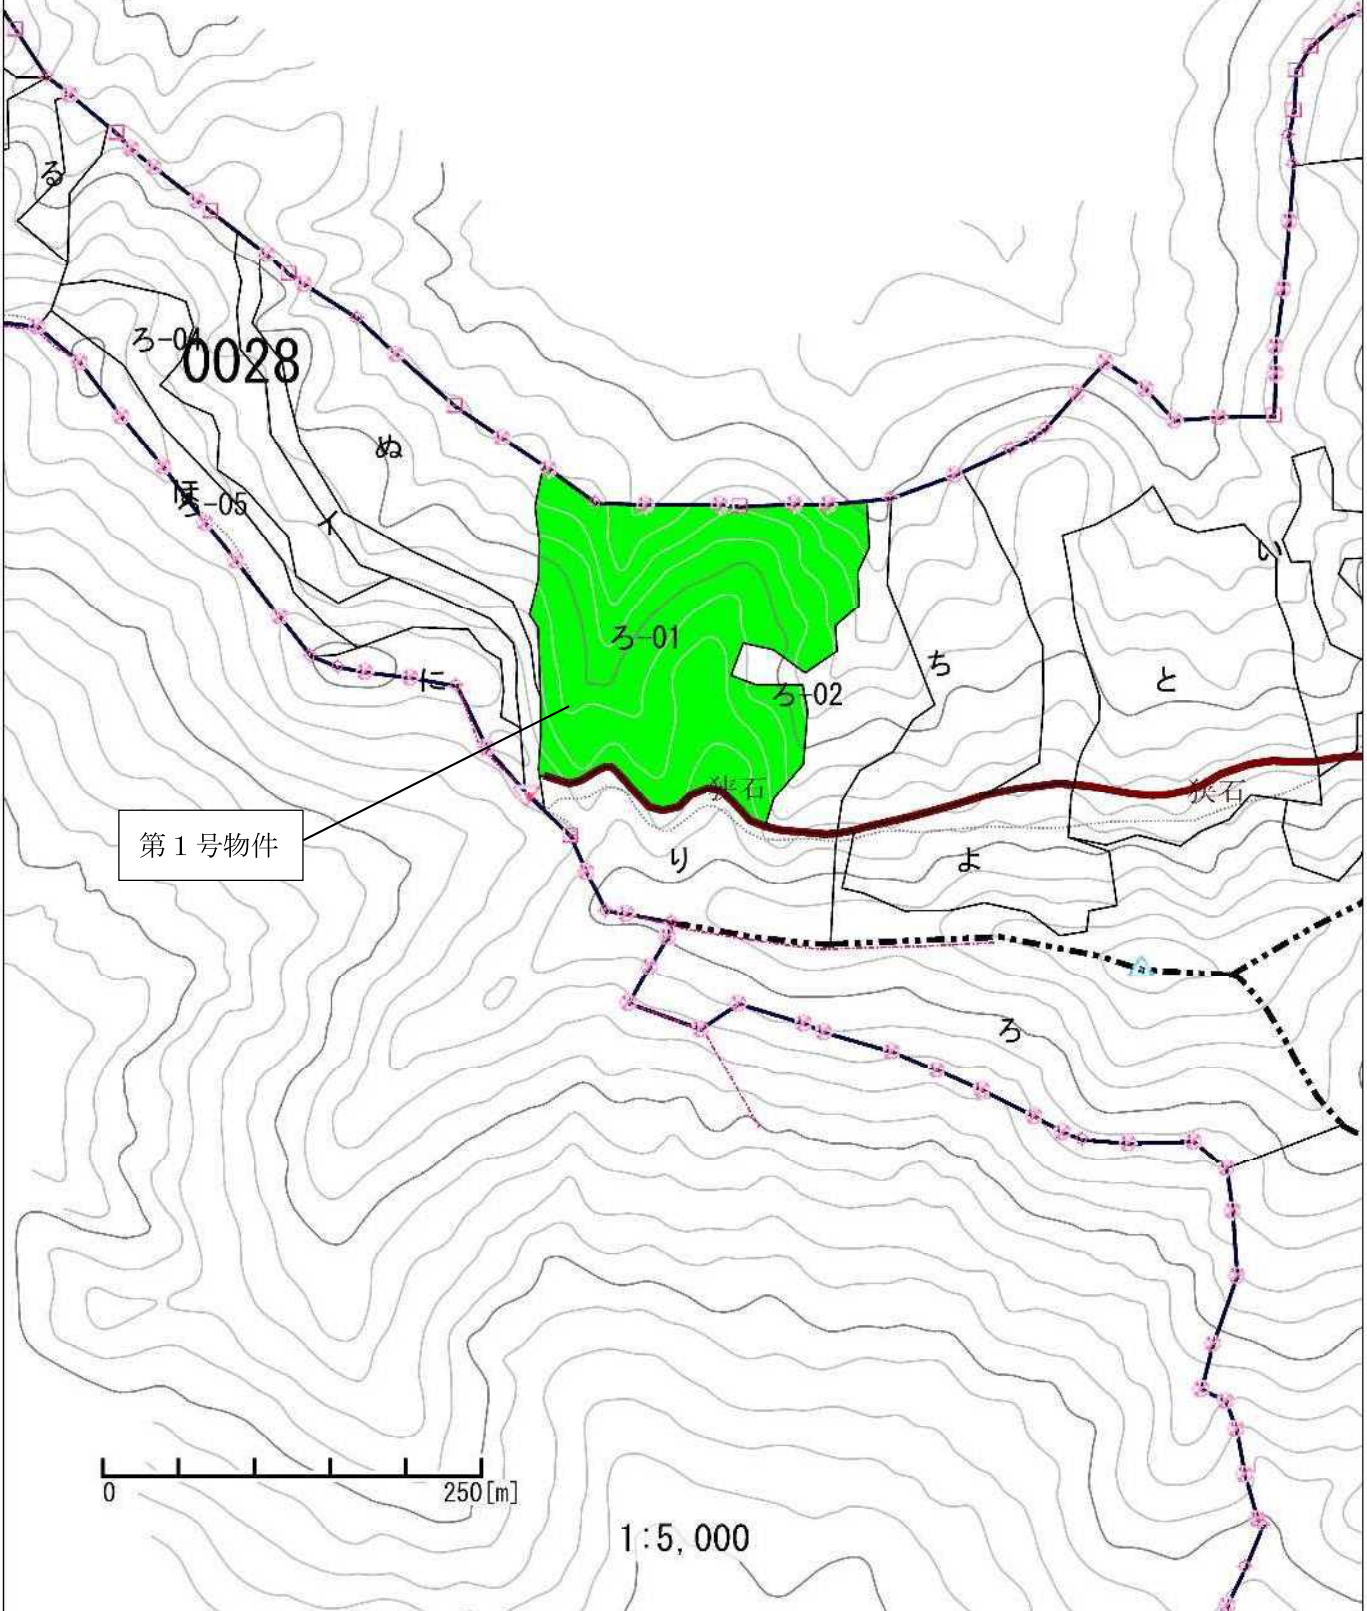 る
ろ-04
0028
ぬ
ほ
ろ-05
イ
い
ろ-01
ち
に
ろ-02
と
狭石
狭石
第１号物件
り
よ
ろ
0
250[m]
1:5,000